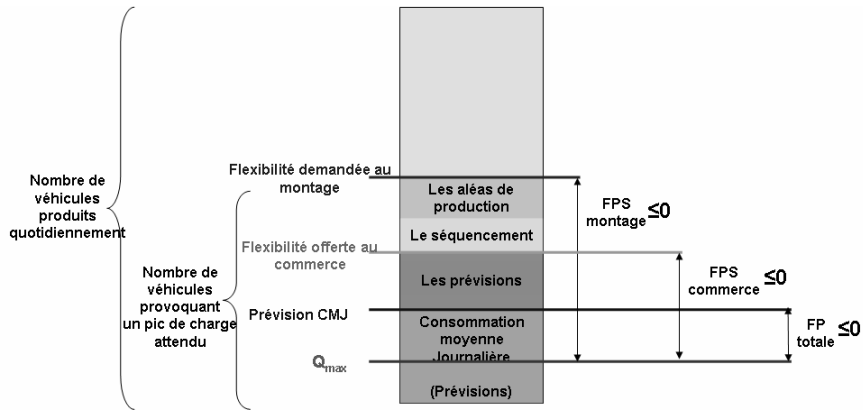 Nombre de
véhicules
produits
quotidiennement
Nombre de
véhicules
provoquant
un pic de charge
attendu
Flexibilité demandée au
montage
Flexibilité offerte au
commerce
Prévision CMJ
Qmax
Les aléas de
production
Le séquencement
Les prévisions
Consommation
moyenne
Journalière
(Prévisions)
FPS
montage ≤0
FPS
commerce ≤0
FP
totale ≤0